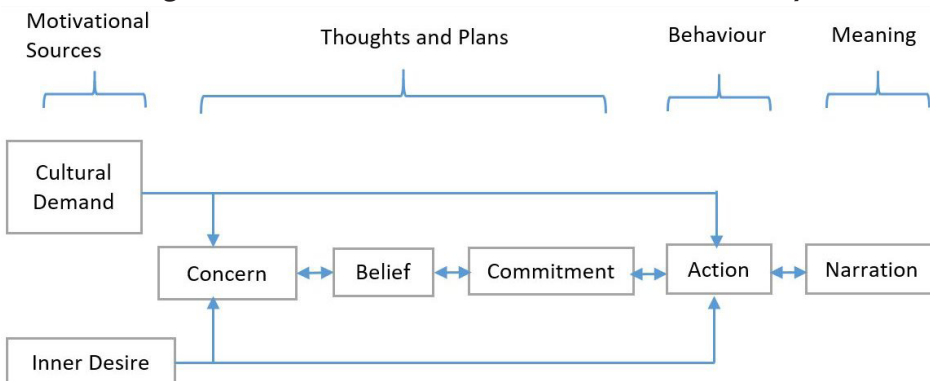 Motivational
Sources
Thoughts and Plans
Behaviour
Meaning
Cultural
Demand
Concern
Belief
Commitment
Action
Narration
Inner Desire